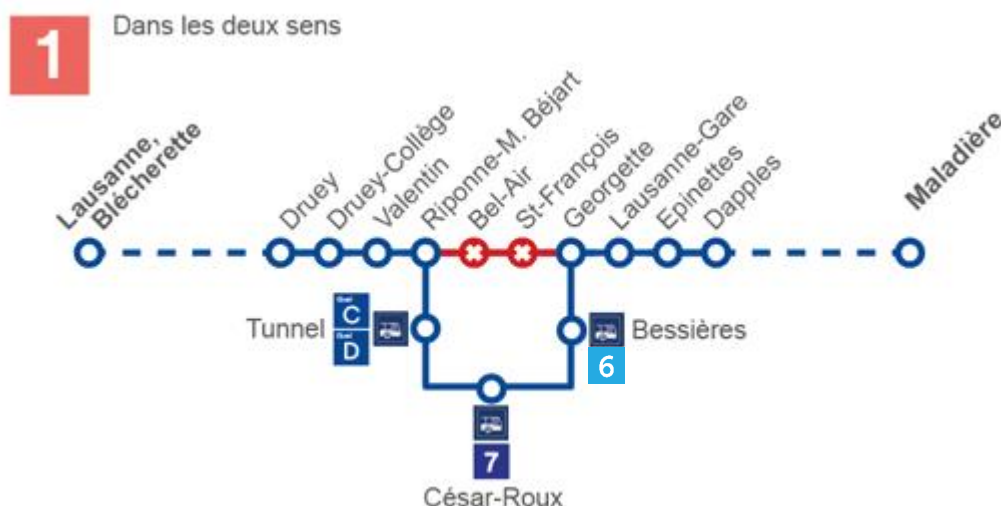 1
Dans les deux sens
Lausanne,
Blécherette
Druey
Druey-Collège
Valentin
Riponne-M. Béjart
Bel-Air
St-François
Georgette
Lausanne-Gare
Epinettes
Dapples
Maladière
Tunnel
Quai
C
Quai
D
Bessières
6
7
César-Roux